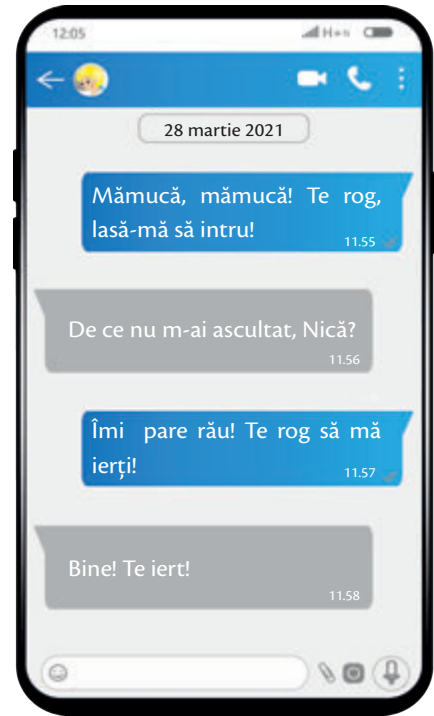 12:05
28 martie 2021
Mămucă, mămucă! Te rog,
lasă-mă să intru!
11.55
De ce nu m-ai ascultat, Nică?
11.56
Îmi pare rău! Te rog să mă
ierți!
11.57
Bine! Te iert!
11.58